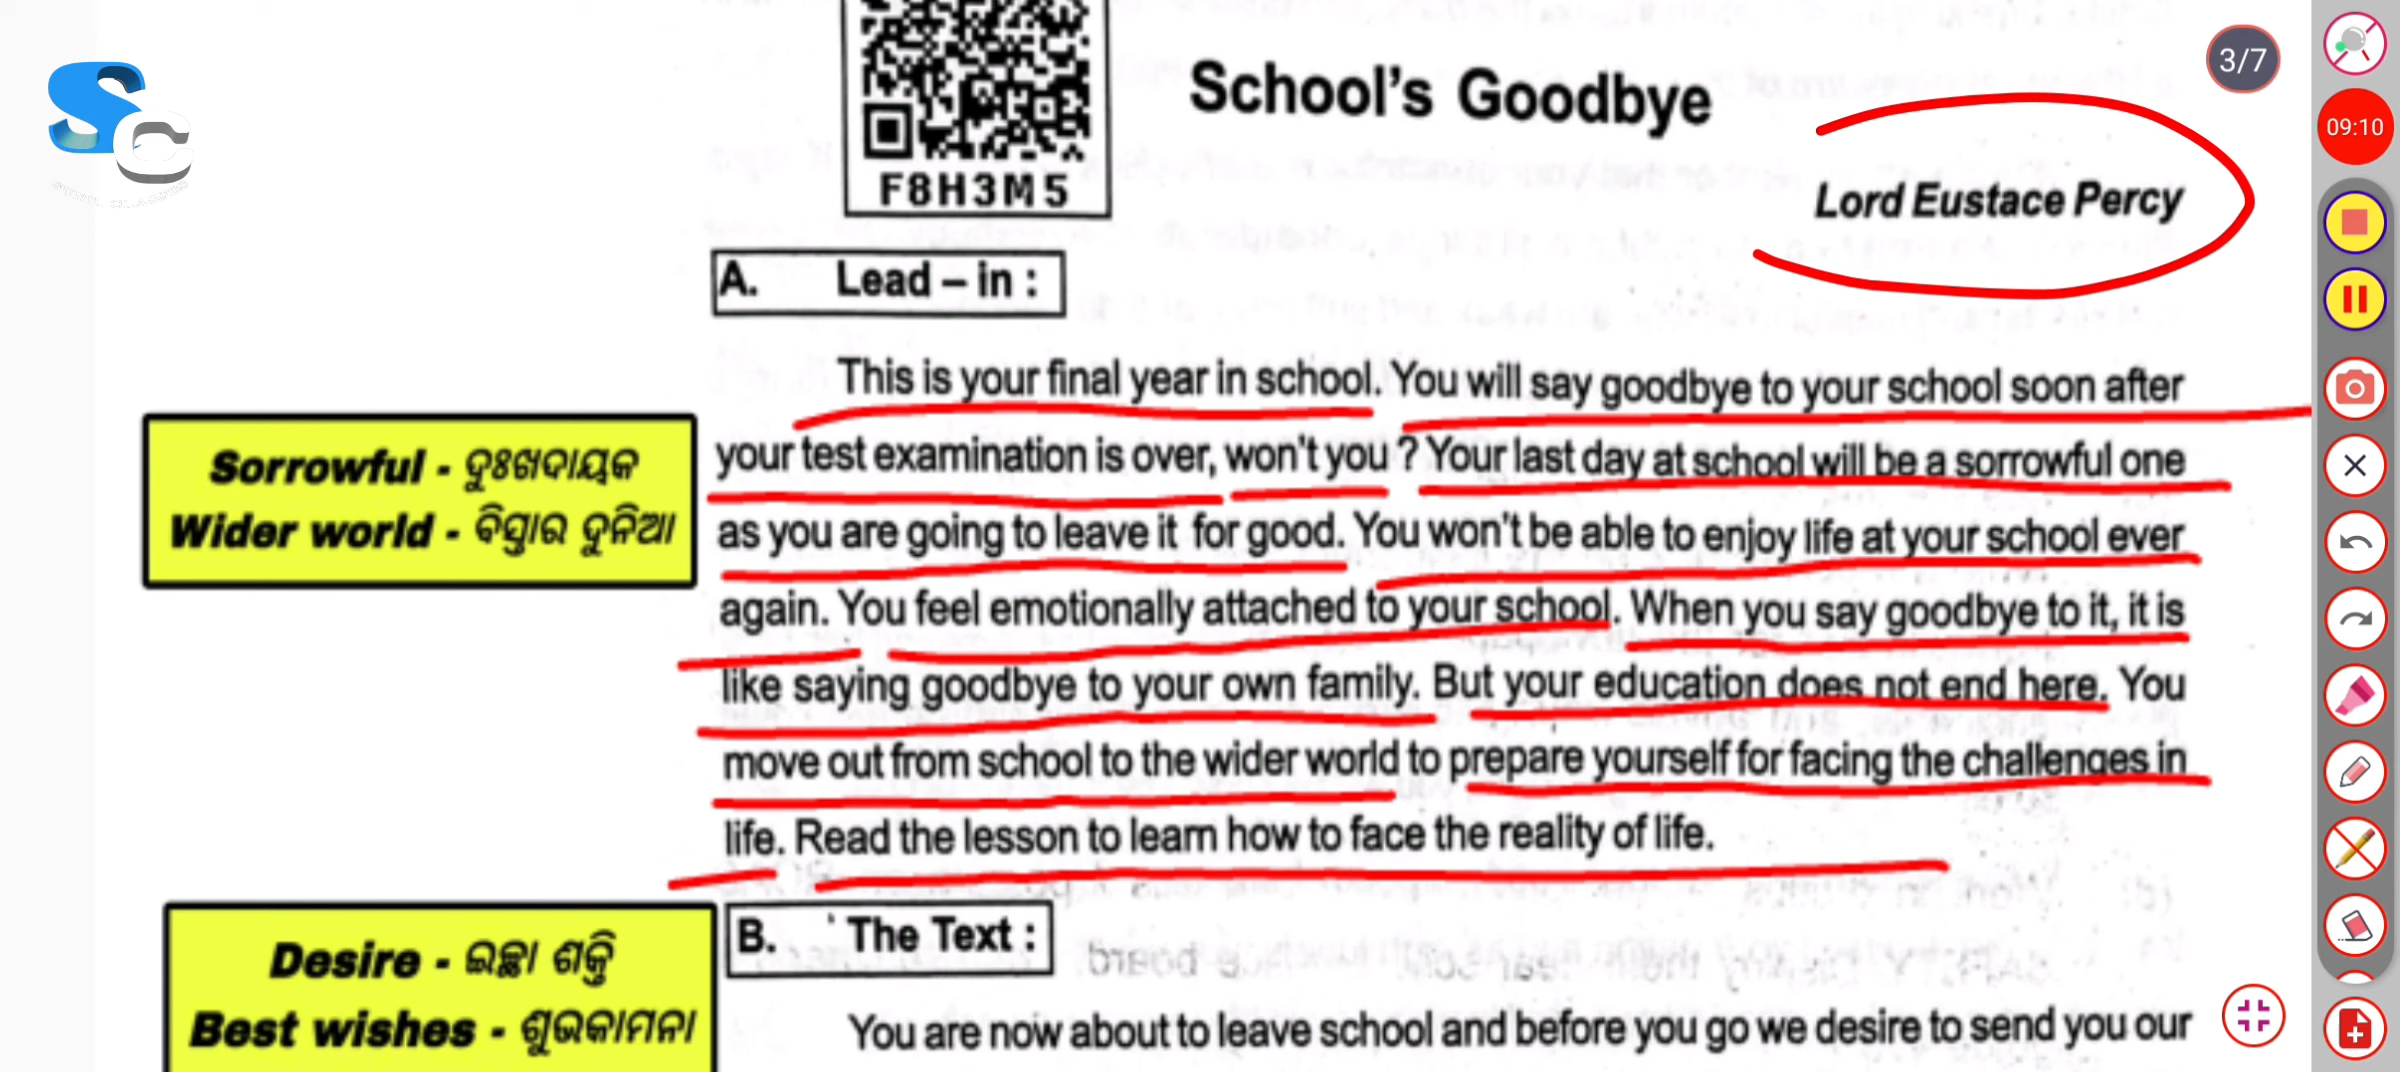 SC
F8H3M5
School's Goodbye
3/7
09:10
Lord Eustace Percy
A. Lead – in :
This is your final year in school. You will say goodbye to your school soon after
your test examination is over, won't you ? Your last day at school will be a sorrowful one
as you are going to leave it for good. You won't be able to enjoy life at your school ever
again. You feel emotionally attached to your school. When you say goodbye to it, it is
like saying goodbye to your own family. But your education does not end here. You
move out from school to the wider world to prepare yourself for facing the challenges in
life. Read the lesson to learn how to face the reality of life.
Sorrowful - ଦୁଃଖଦାୟକ
Wider world - ବିସ୍ତାର ଦୁନିଆ
B. The Text :
Desire - ଇଚ୍ଛା ଶକ୍ତି
Best wishes - ଶୁଭକାମନା
You are now about to leave school and before you go we desire to send you our